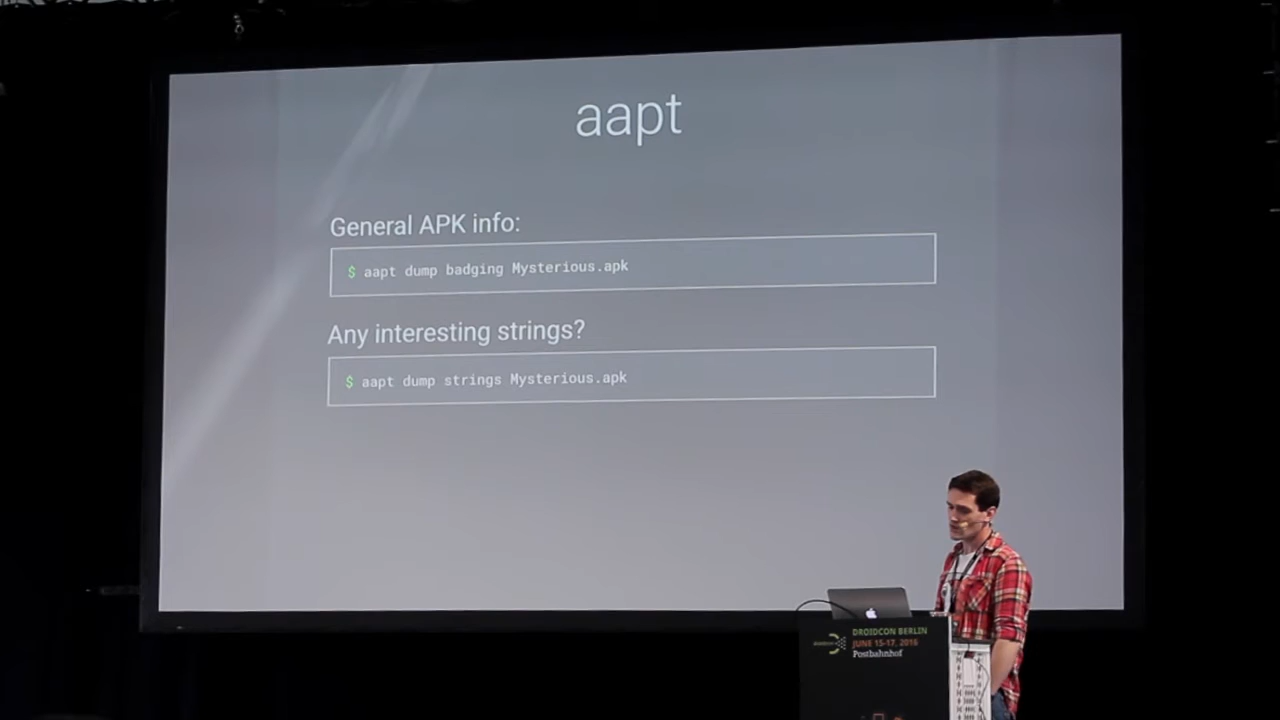 aapt
General APK info:
$ aapt dump badging Mysterious.apk
Any interesting strings?
$ aapt dump strings Mysterious.apk
DROIDCON BERLIN
JUNE 15-17, 2016
Postbahnhof